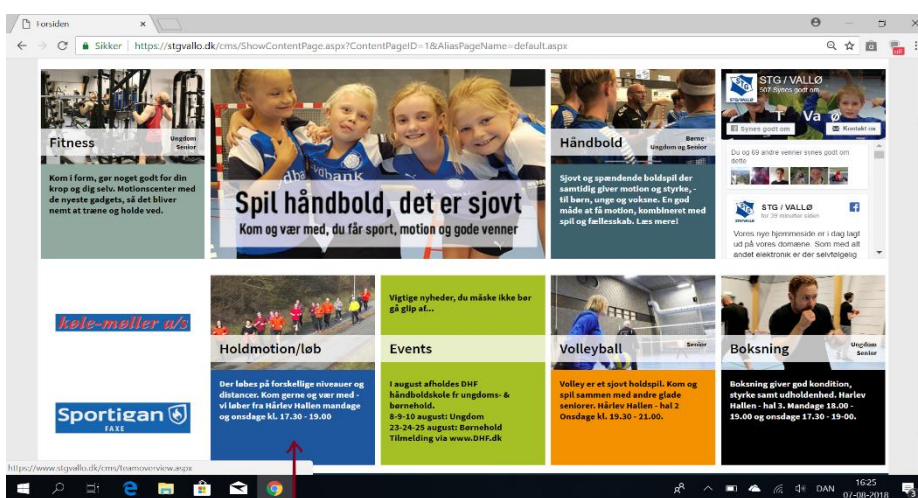 Forsiden
Sikker
https://stgvallo.dk/cms/ShowContentPage.aspx?ContentPageID=1&AliasPageName=default.aspx
Fitness
Ungdom
Senior
Kom i form, gør noget godt for din
krop og dig selv. Motionscenter med
de nyeste gadgets, så det bliver
nemt at træne og holde ved.
Spil håndbold, det er sjovt
Kom og vær med, du får sport, motion og gode venner
Håndbold
Børne
Ungdom og Senior
Sjovt og spændende boldspil der
samtidig giver motion og styrke, -
til børn, unge og voksne. En god
måde at få motion, kombineret med
spil og fællesskab. Læs mere!
STG / VALLØ
507 Synes godt om
Synes godt om
Kontakt os
Du og 69 andre venner synes godt om
dette
STG / VALLØ
for 39 minutter siden
Vores nye hjemmeside er i dag lagt
ud på vores domæne. Som med alt
andet elektronik er der selvfølgelig
køle-møller a/s
Sportigan
FAXE
Holdmotion/løb
Der løbes på forskellige niveauer og
distancer. Kom gerne og vær med -
vi løber fra Hårlev Hallen mandage
og onsdage kl. 17.30 - 19.00
Vigtige nyheder, du måske ikke bør
gå glip af...
Events
I august afholdes DHF
håndboldskole fr ungdoms- &
børnehold.
8-9-10 august: Ungdom
23-24-25 august: Børnehold
Tilmelding via www.DHF.dk
Volleyball
Senior
Volley er et sjovt holdspil. Kom og
spil sammen med andre glade
seniorer. Hårlev Hallen - hal 2
Onsdage kl. 19.30 - 21.00.
Boksning
Ungdom
Senior
Boksning giver god kondition,
styrke samt udholdenhed. Harlev
Hallen - hal 3. Mandage 18.00 -
19.00 og onsdage 17.30 - 19.00.
https://www.stgvallo.dk/cms/teamoverview.aspx
DAN
16:25
07-08-2018